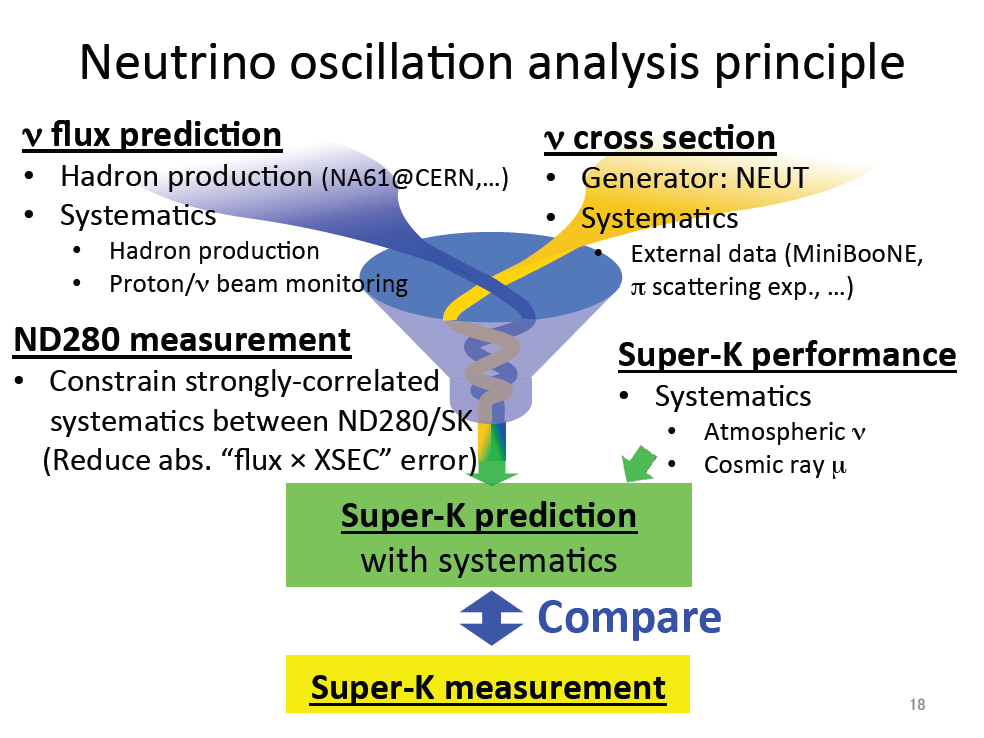 Neutrino oscillation analysis principle
ν flux prediction
• Hadron production (NA61@CERN,...)
• Systematics
• Hadron production
• Proton/ν beam monitoring
ν cross section
• Generator: NEUT
• Systematics
• External data (MiniBooNE,
π scattering exp., ...)
ND280 measurement
• Constrain strongly-correlated
systematics between ND280/SK
(Reduce abs. “flux × XSEC” error)
Super-K performance
• Systematics
• Atmospheric ν
• Cosmic ray μ
Super-K prediction
with systematics
Compare
Super-K measurement
18